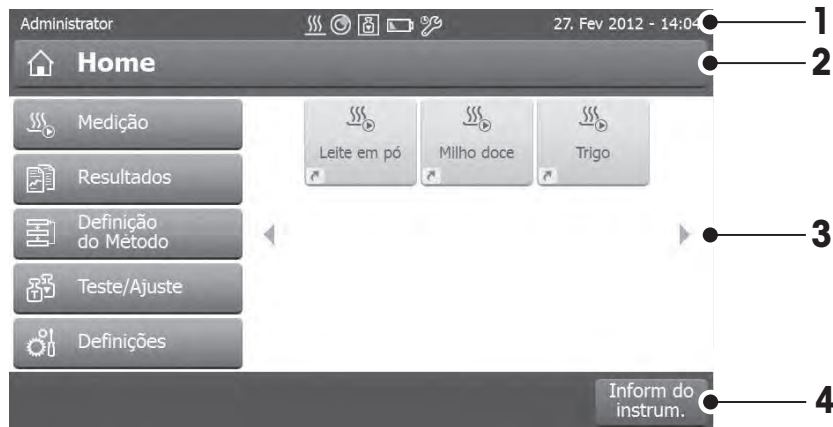 Administrator 27. Fev 2012 - 14:04 1
Home 2
Medição
Leite em pó Milho doce Trigo
Resultados
Definição
do Método 3
Teste/Ajuste
Definições
Inform do
instrum. 4